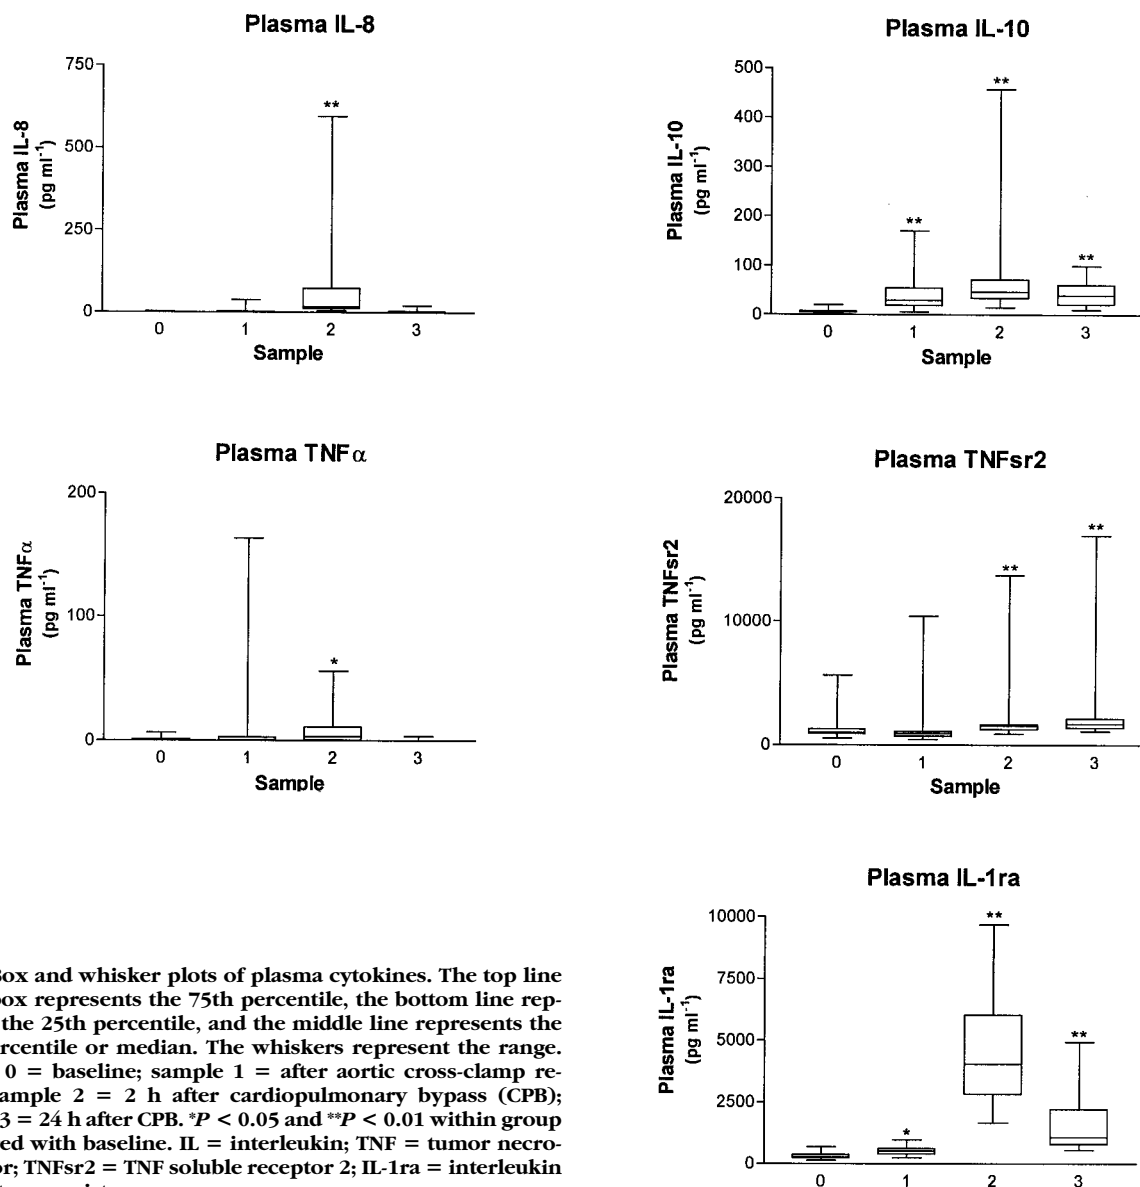 Plasma IL-8
Plasma IL-8
(pg ml-1)
750
500
250
0
**
0 1 2 3
Sample
Plasma IL-10
Plasma IL-10
(pg ml-1)
500
400
300
200
100
0
**
**
**
0 1 2 3
Sample
Plasma TNFα
Plasma TNFα
(pg ml-1)
200
100
0
*
0 1 2 3
Sample
Plasma TNFsr2
Plasma TNFsr2
(pg ml-1)
20000
10000
0
**
**
0 1 2 3
Sample
Plasma IL-1ra
Plasma IL-1ra
(pg ml-1)
10000
7500
5000
2500
0
*
**
**
0 1 2 3
Box and whisker plots of plasma cytokines. The top line
box represents the 75th percentile, the bottom line rep-
the 25th percentile, and the middle line represents the
rcentile or median. The whiskers represent the range.
0 = baseline; sample 1 = after aortic cross-clamp re-
ample 2 = 2 h after cardiopulmonary bypass (CPB);
3 = 24 h after CPB. *P < 0.05 and **P < 0.01 within group
ed with baseline. IL = interleukin; TNF = tumor necro-
or; TNFsr2 = TNF soluble receptor 2; IL-1ra = interleukin